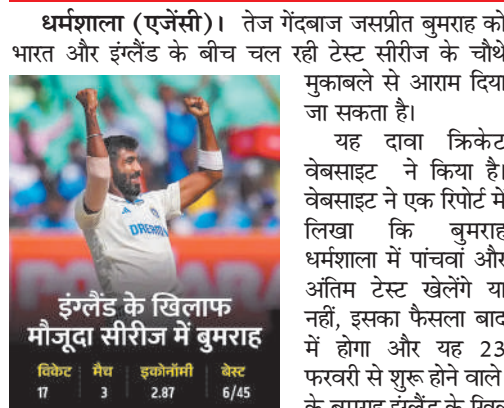 धर्मशाला (एजेंसी)। तेज गेंदबाज जसप्रीत बुमराह को
भारत और इंग्लैंड के बीच चल रही टेस्ट सीरीज के चौथे
मुकाबले से आराम दिया
जा सकता है।
यह दावा क्रिकेट
वेबसाइट ने किया है।
वेबसाइट ने एक रिपोर्ट में
लिखा कि बुमराह
धर्मशाला में पांचवां और
अंतिम टेस्ट खेलेंगे या
नहीं, इसका फैसला बाद
में होगा और यह 23
फरवरी से शुरू होने वाले
DREAM11
इंग्लैंड के खिलाफ
मौजूदा सीरीज में बुमराह
विकेट मैच इकोनॉमी बेस्ट
17 3 2.87 6/45